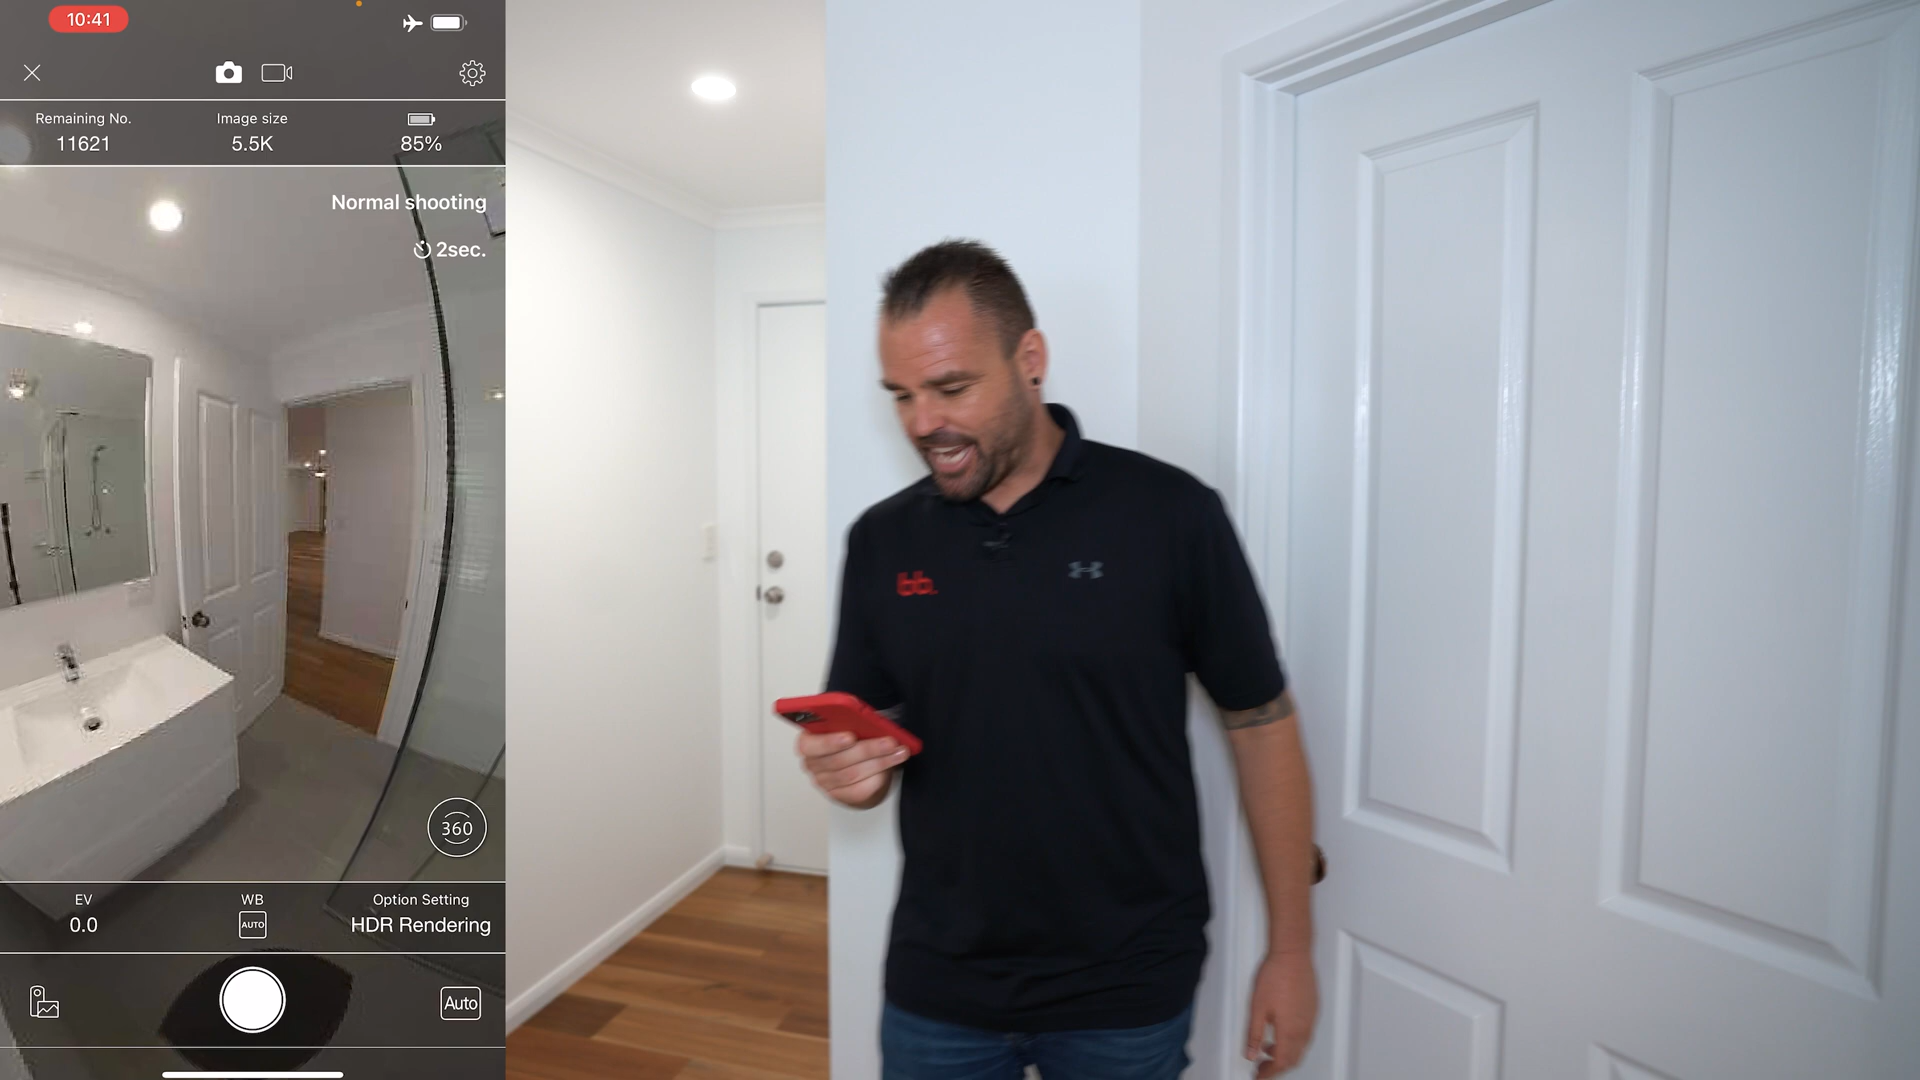 10:41
Remaining No.
11621
Image size
5.5K
85%
Normal shooting
2sec.
360
EV
0.0
WB
AUTO
Option Setting
HDR Rendering
Auto
bb.